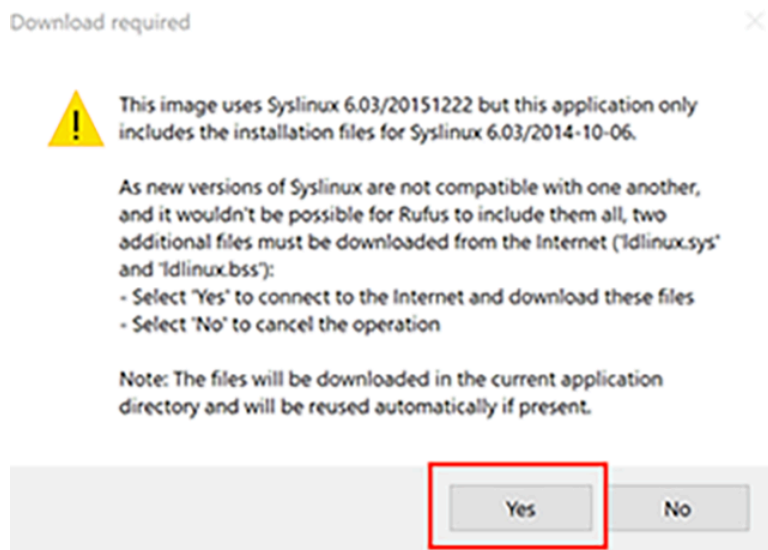 Download required
This image uses Syslinux 6.03/20151222 but this application only
includes the installation files for Syslinux 6.03/2014-10-06.
As new versions of Syslinux are not compatible with one another,
and it wouldn't be possible for Rufus to include them all, two
additional files must be downloaded from the Internet ('ldlinux.sys'
and 'ldlinux.bss'):
- Select 'Yes' to connect to the Internet and download these files
- Select 'No' to cancel the operation
Note: The files will be downloaded in the current application
directory and will be reused automatically if present.
Yes No